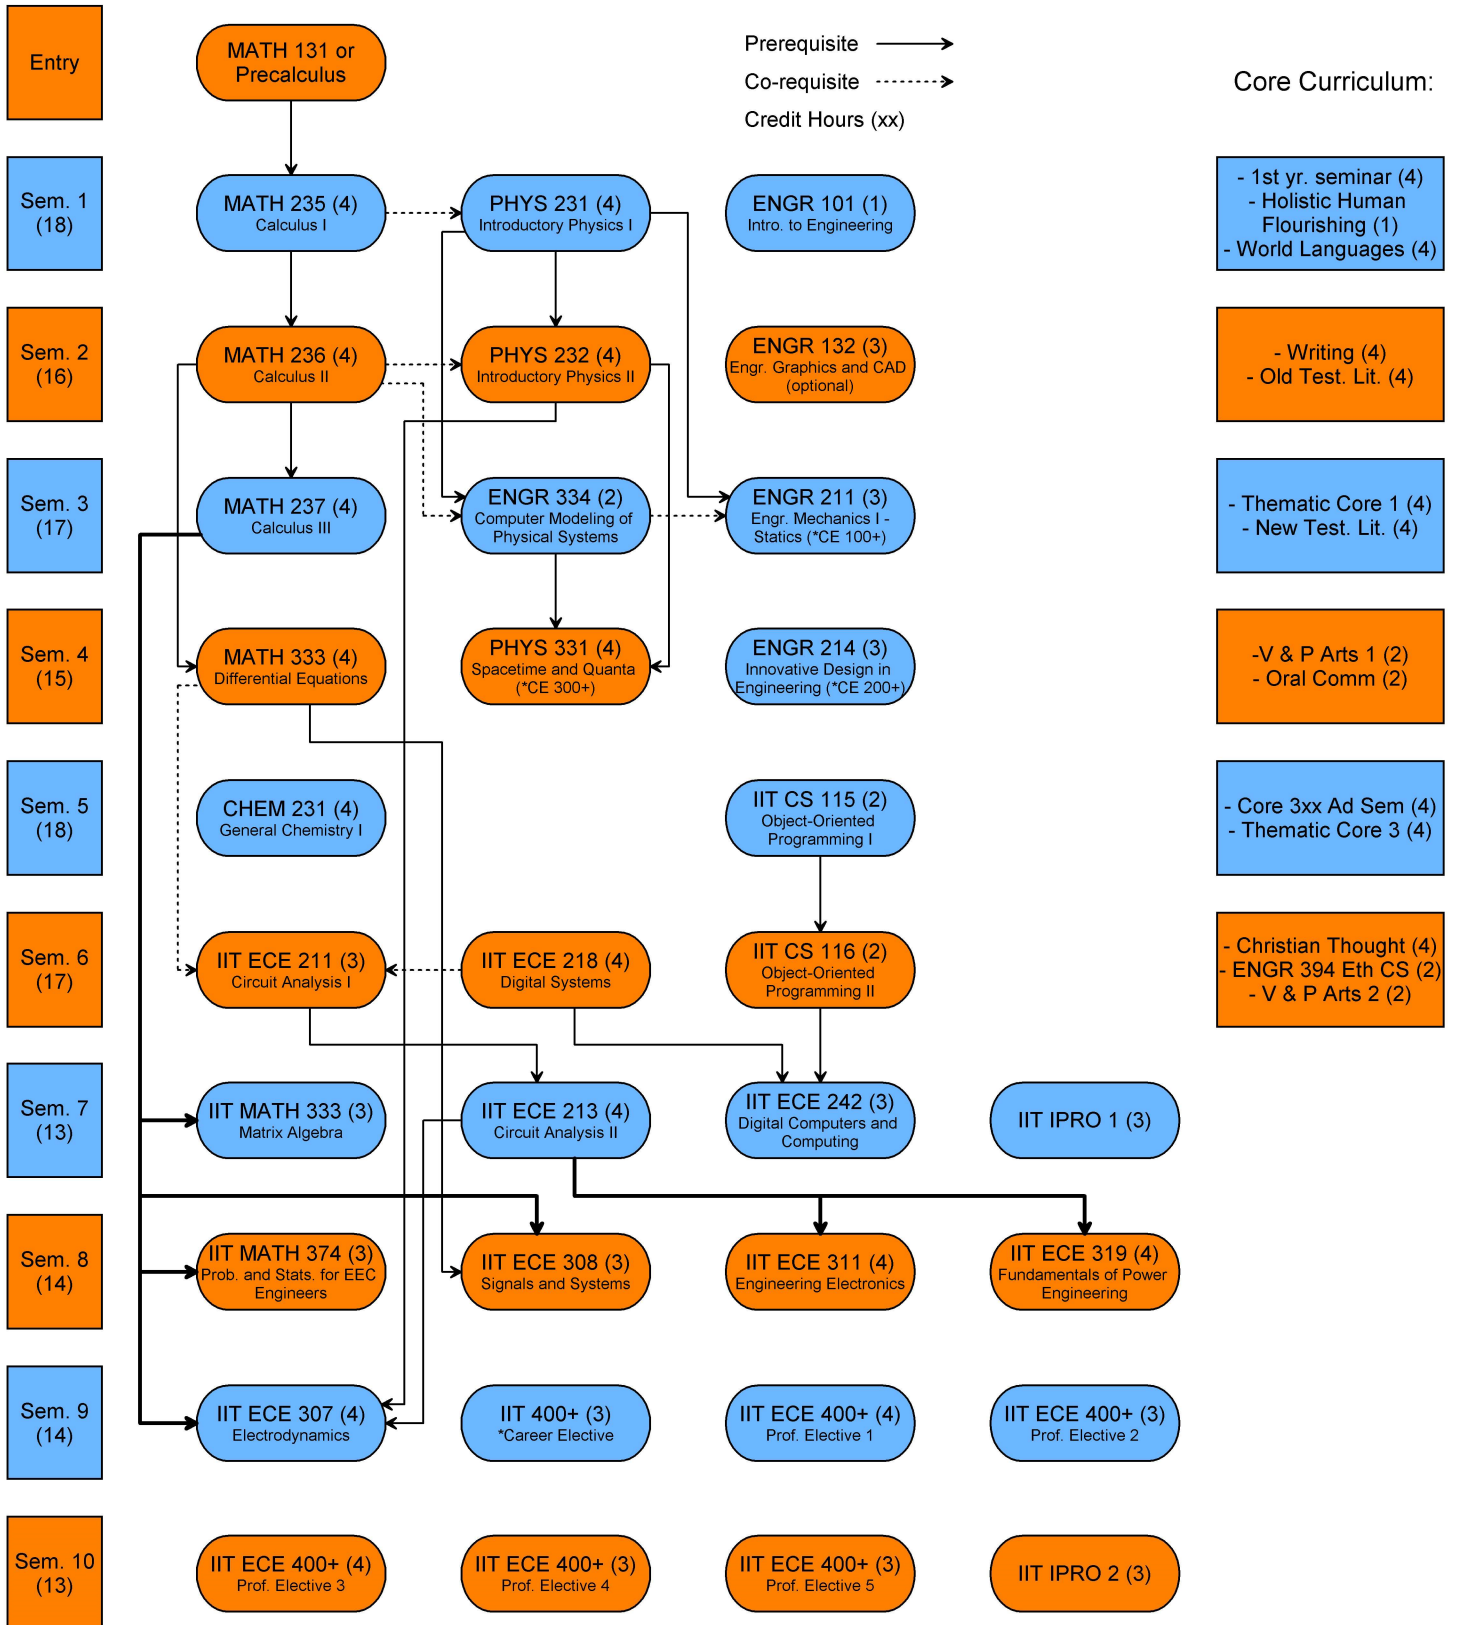 Entry
MATH 131 or
Precalculus
Prerequisite
Co-requisite
Credit Hours (xx)
Core Curriculum:
Sem. 1
(18)
MATH 235 (4)
Calculus I
PHYS 231 (4)
Introductory Physics I
ENGR 101 (1)
Intro. to Engineering
- 1st yr. seminar (4)
- Holistic Human
Flourishing (1)
- World Languages (4)
Sem. 2
(16)
MATH 236 (4)
Calculus II
PHYS 232 (4)
Introductory Physics II
ENGR 132 (3)
Engr. Graphics and CAD
(optional)
- Writing (4)
- Old Test. Lit. (4)
Sem. 3
(17)
MATH 237 (4)
Calculus III
ENGR 334 (2)
Computer Modeling of
Physical Systems
ENGR 211 (3)
Engr. Mechanics I -
Statics (*CE 100+)
- Thematic Core 1 (4)
- New Test. Lit. (4)
Sem. 4
(15)
MATH 333 (4)
Differential Equations
PHYS 331 (4)
Spacetime and Quanta
(*CE 300+)
ENGR 214 (3)
Innovative Design in
Engineering (*CE 200+)
-V & P Arts 1 (2)
- Oral Comm (2)
Sem. 5
(18)
CHEM 231 (4)
General Chemistry I
IIT CS 115 (2)
Object-Oriented
Programming I
- Core 3xx Ad Sem (4)
- Thematic Core 3 (4)
Sem. 6
(17)
IIT ECE 211 (3)
Circuit Analysis I
IIT ECE 218 (4)
Digital Systems
IIT CS 116 (2)
Object-Oriented
Programming II
- Christian Thought (4)
- ENGR 394 Eth CS (2)
- V & P Arts 2 (2)
Sem. 7
(13)
IIT MATH 333 (3)
Matrix Algebra
IIT ECE 213 (4)
Circuit Analysis II
IIT ECE 242 (3)
Digital Computers and
Computing
IIT IPRO 1 (3)
Sem. 8
(14)
IIT MATH 374 (3)
Prob. and Stats. for EEC
Engineers
IIT ECE 308 (3)
Signals and Systems
IIT ECE 311 (4)
Engineering Electronics
IIT ECE 319 (4)
Fundamentals of Power
Engineering
Sem. 9
(14)
IIT ECE 307 (4)
Electrodynamics
IIT 400+ (3)
*Career Elective
IIT ECE 400+ (4)
Prof. Elective 1
IIT ECE 400+ (3)
Prof. Elective 2
Sem. 10
(13)
IIT ECE 400+ (4)
Prof. Elective 3
IIT ECE 400+ (3)
Prof. Elective 4
IIT ECE 400+ (3)
Prof. Elective 5
IIT IPRO 2 (3)